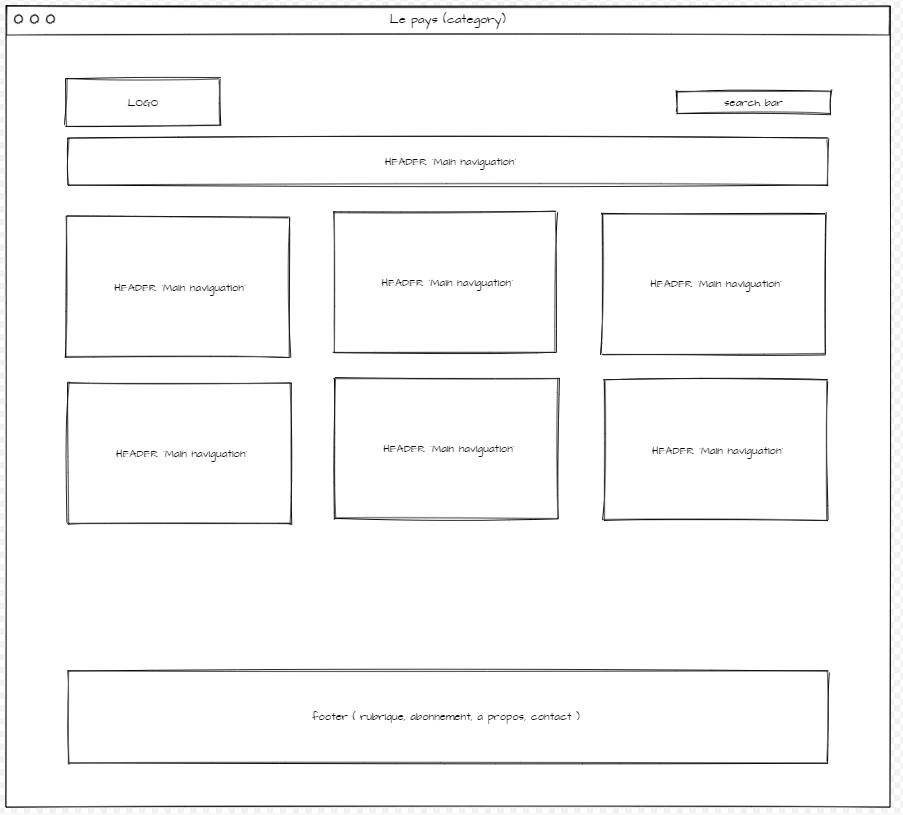 Le pays (category)
LOGO
search bar
HEADER 'Main naviguation'
HEADER 'Main naviguation'
HEADER 'Main naviguation'
HEADER 'Main naviguation'
HEADER 'Main naviguation'
HEADER 'Main naviguation'
HEADER 'Main naviguation'
footer ( rubrique, abonnement, a propos, contact )